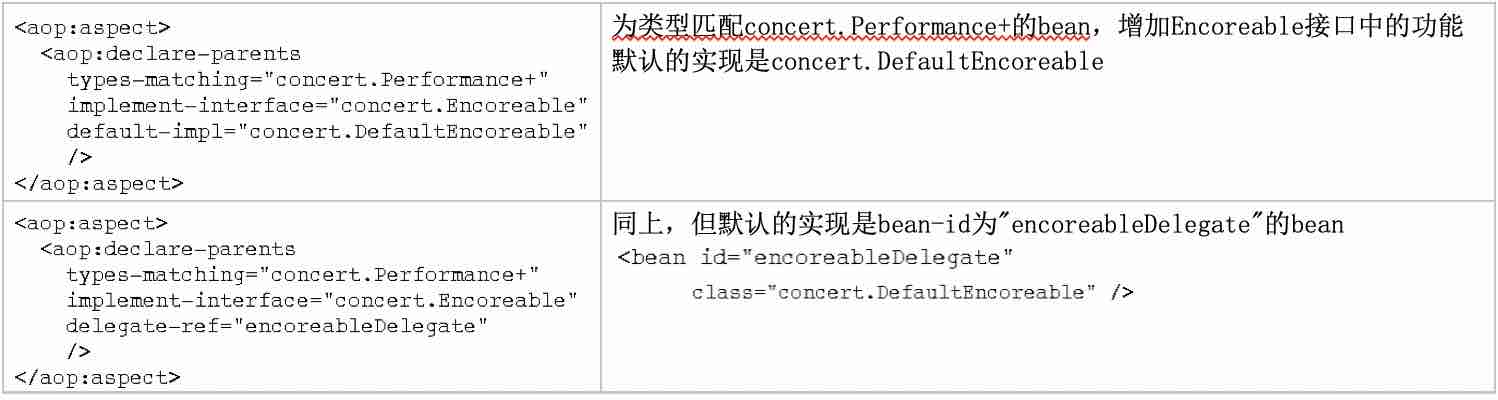 <aop:aspect>
<aop:declare-parents
types-matching="concert.Performance+"
implement-interface="concert.Encoreable"
default-impl="concert.DefaultEncoreable"
/>
</aop:aspect>
为类型匹配concert.Performance+的bean，增加Encoreable接口中的功能
默认的实现是concert.DefaultEncoreable
<aop:aspect>
<aop:declare-parents
types-matching="concert.Performance+"
implement-interface="concert.Encoreable"
delegate-ref="encoreableDelegate"
/>
</aop:aspect>
同上，但默认的实现是bean-id为"encoreableDelegate"的bean
<bean id="encoreableDelegate"
class="concert.DefaultEncoreable" />